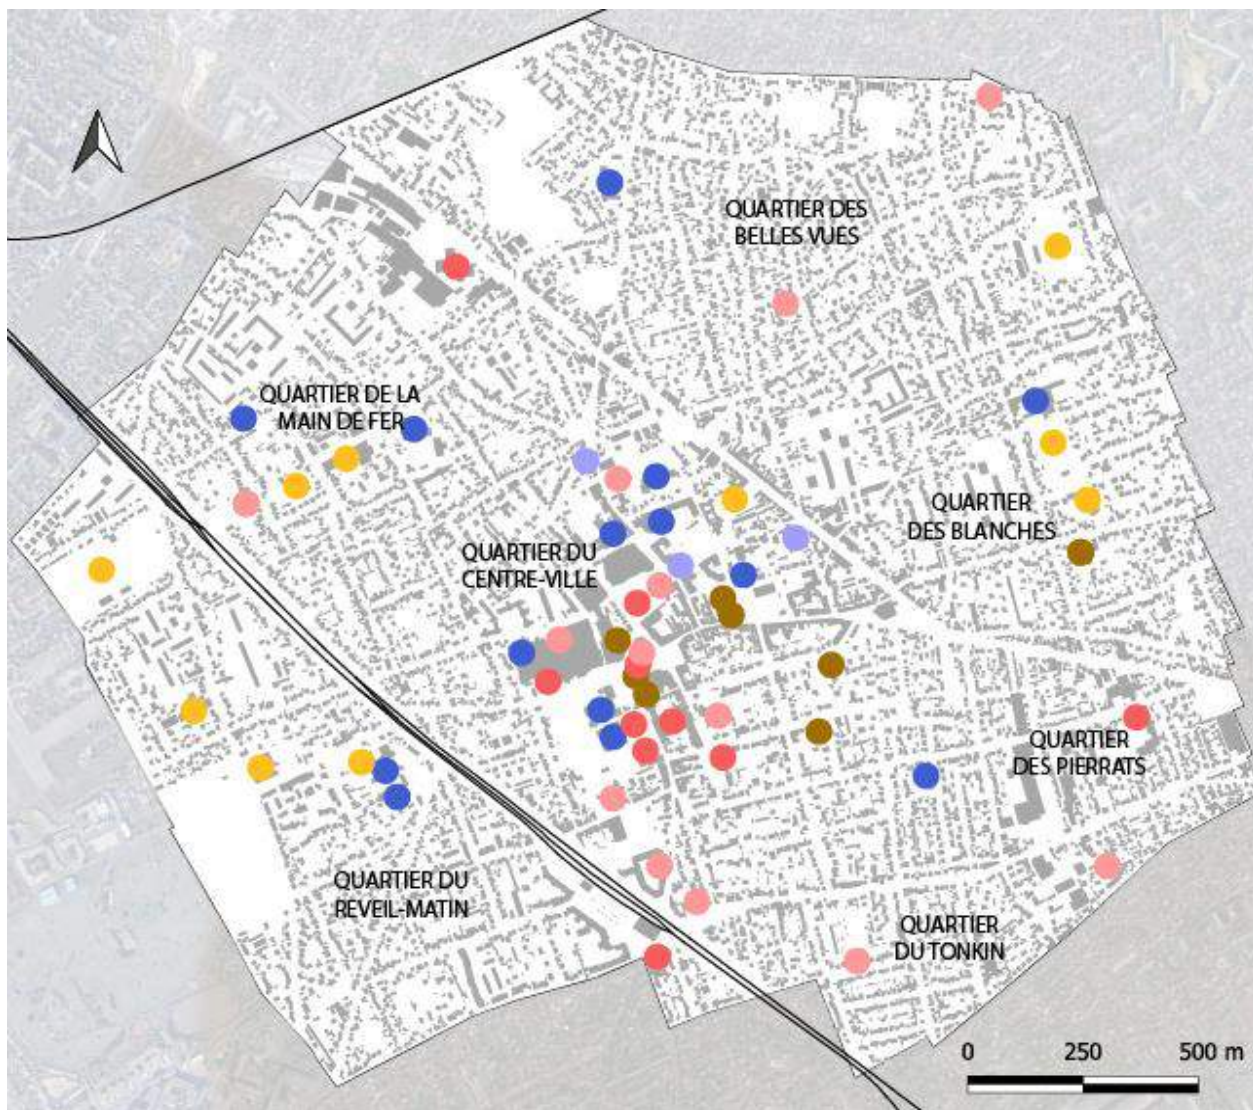 QUARTIER DES
BELLES VUES
QUARTIER DE LA
MAIN DE FER
QUARTIER
DES BLANCHES
QUARTIER DU
CENTRE-VILLE
QUARTIER
DES PIERRATS
QUARTIER DU
REVEIL-MATIN
QUARTIER
DU TONKIN
0 250 500 m